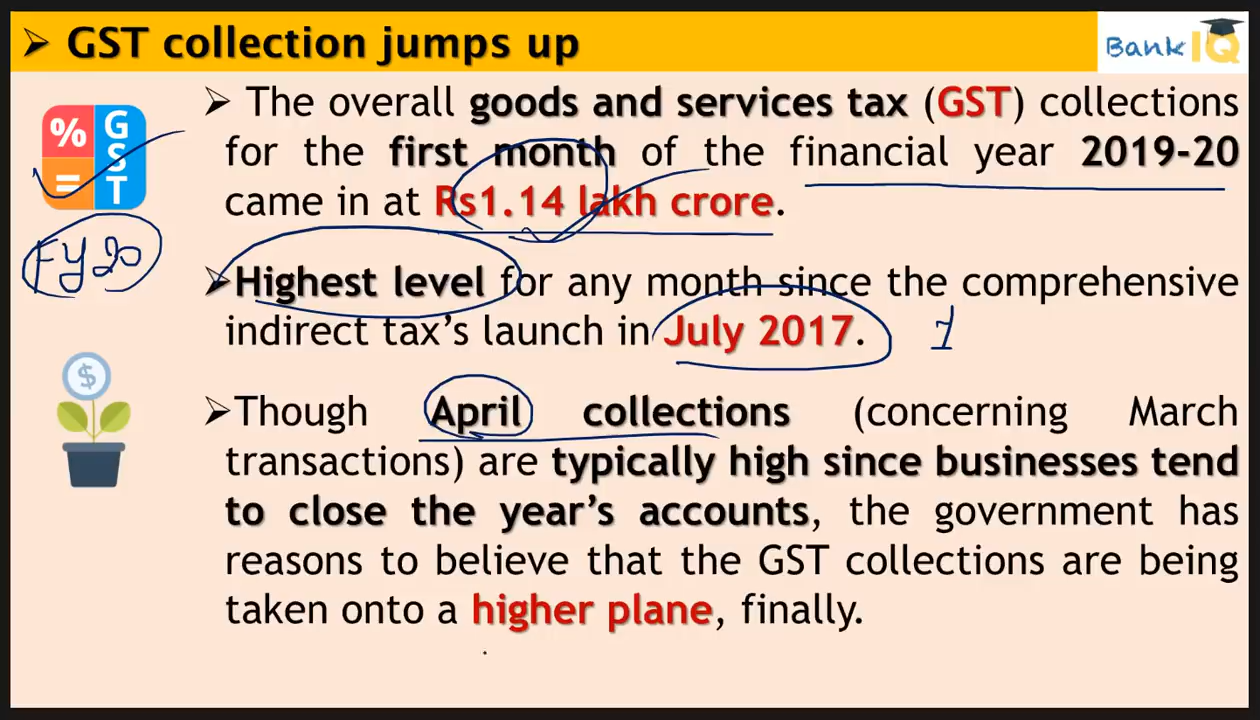 ➢ GST collection jumps up
Bank IQ
% G
S
= T
➢ The overall goods and services tax (GST) collections
for the first month of the financial year 2019-20
came in at Rs1.14 lakh crore.
FY20
➢Highest level for any month since the comprehensive
indirect tax's launch in July 2017. 1
$
➢Though April collections (concerning March
transactions) are typically high since businesses tend
to close the year's accounts, the government has
reasons to believe that the GST collections are being
taken onto a higher plane, finally.